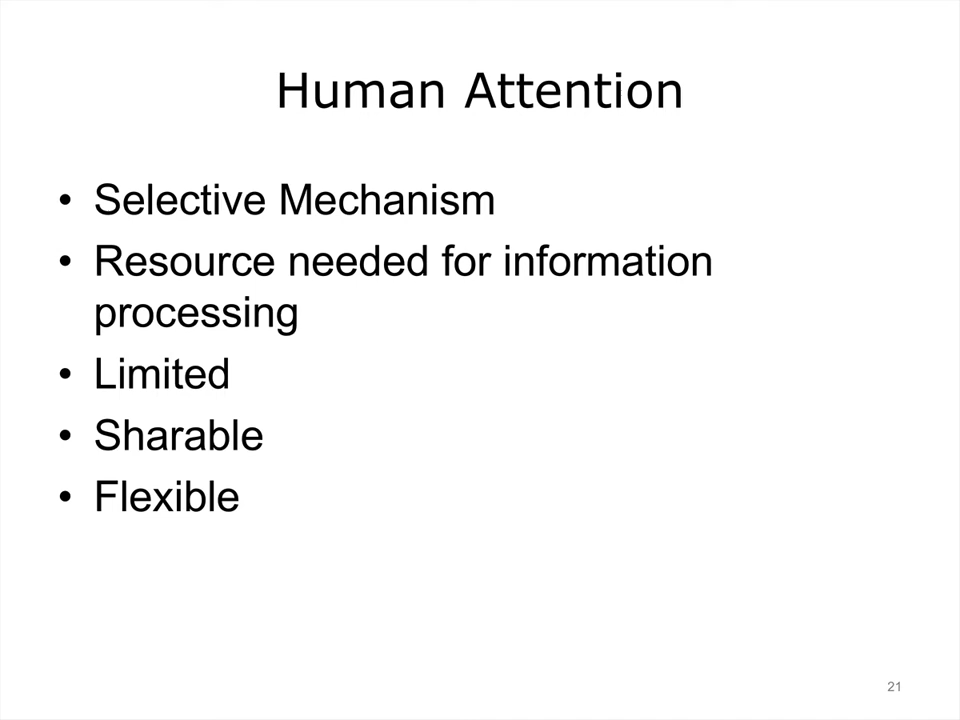 Human Attention
• Selective Mechanism
• Resource needed for information
processing
• Limited
• Sharable
• Flexible
21